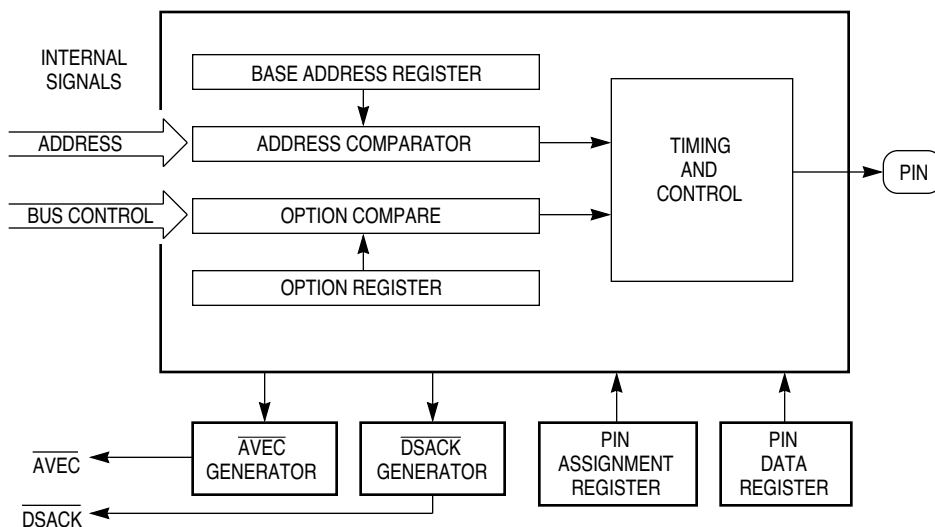 INTERNAL
SIGNALS
BASE ADDRESS REGISTER
ADDRESS
ADDRESS COMPARATOR
TIMING
AND
CONTROL
PIN
BUS CONTROL
OPTION COMPARE
OPTION REGISTER
AVEC
GENERATOR
DSACK
GENERATOR
PIN
ASSIGNMENT
REGISTER
PIN
DATA
REGISTER
AVEC
DSACK